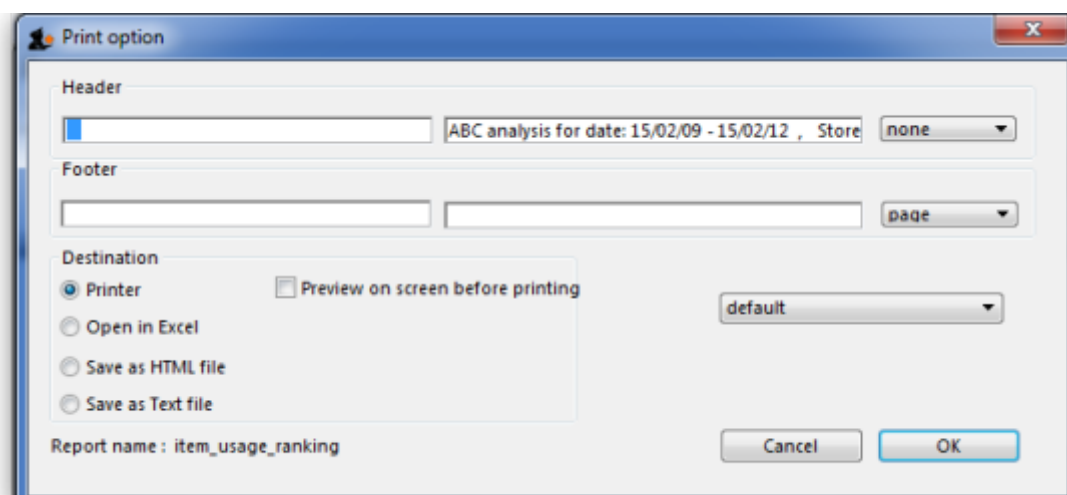 Print option
Header
ABC analysis for date: 15/02/09 - 15/02/12 , Store
none
Footer
page
Destination
Printer
Preview on screen before printing
default
Open in Excel
Save as HTML file
Save as Text file
Report name : item_usage_ranking
Cancel
OK